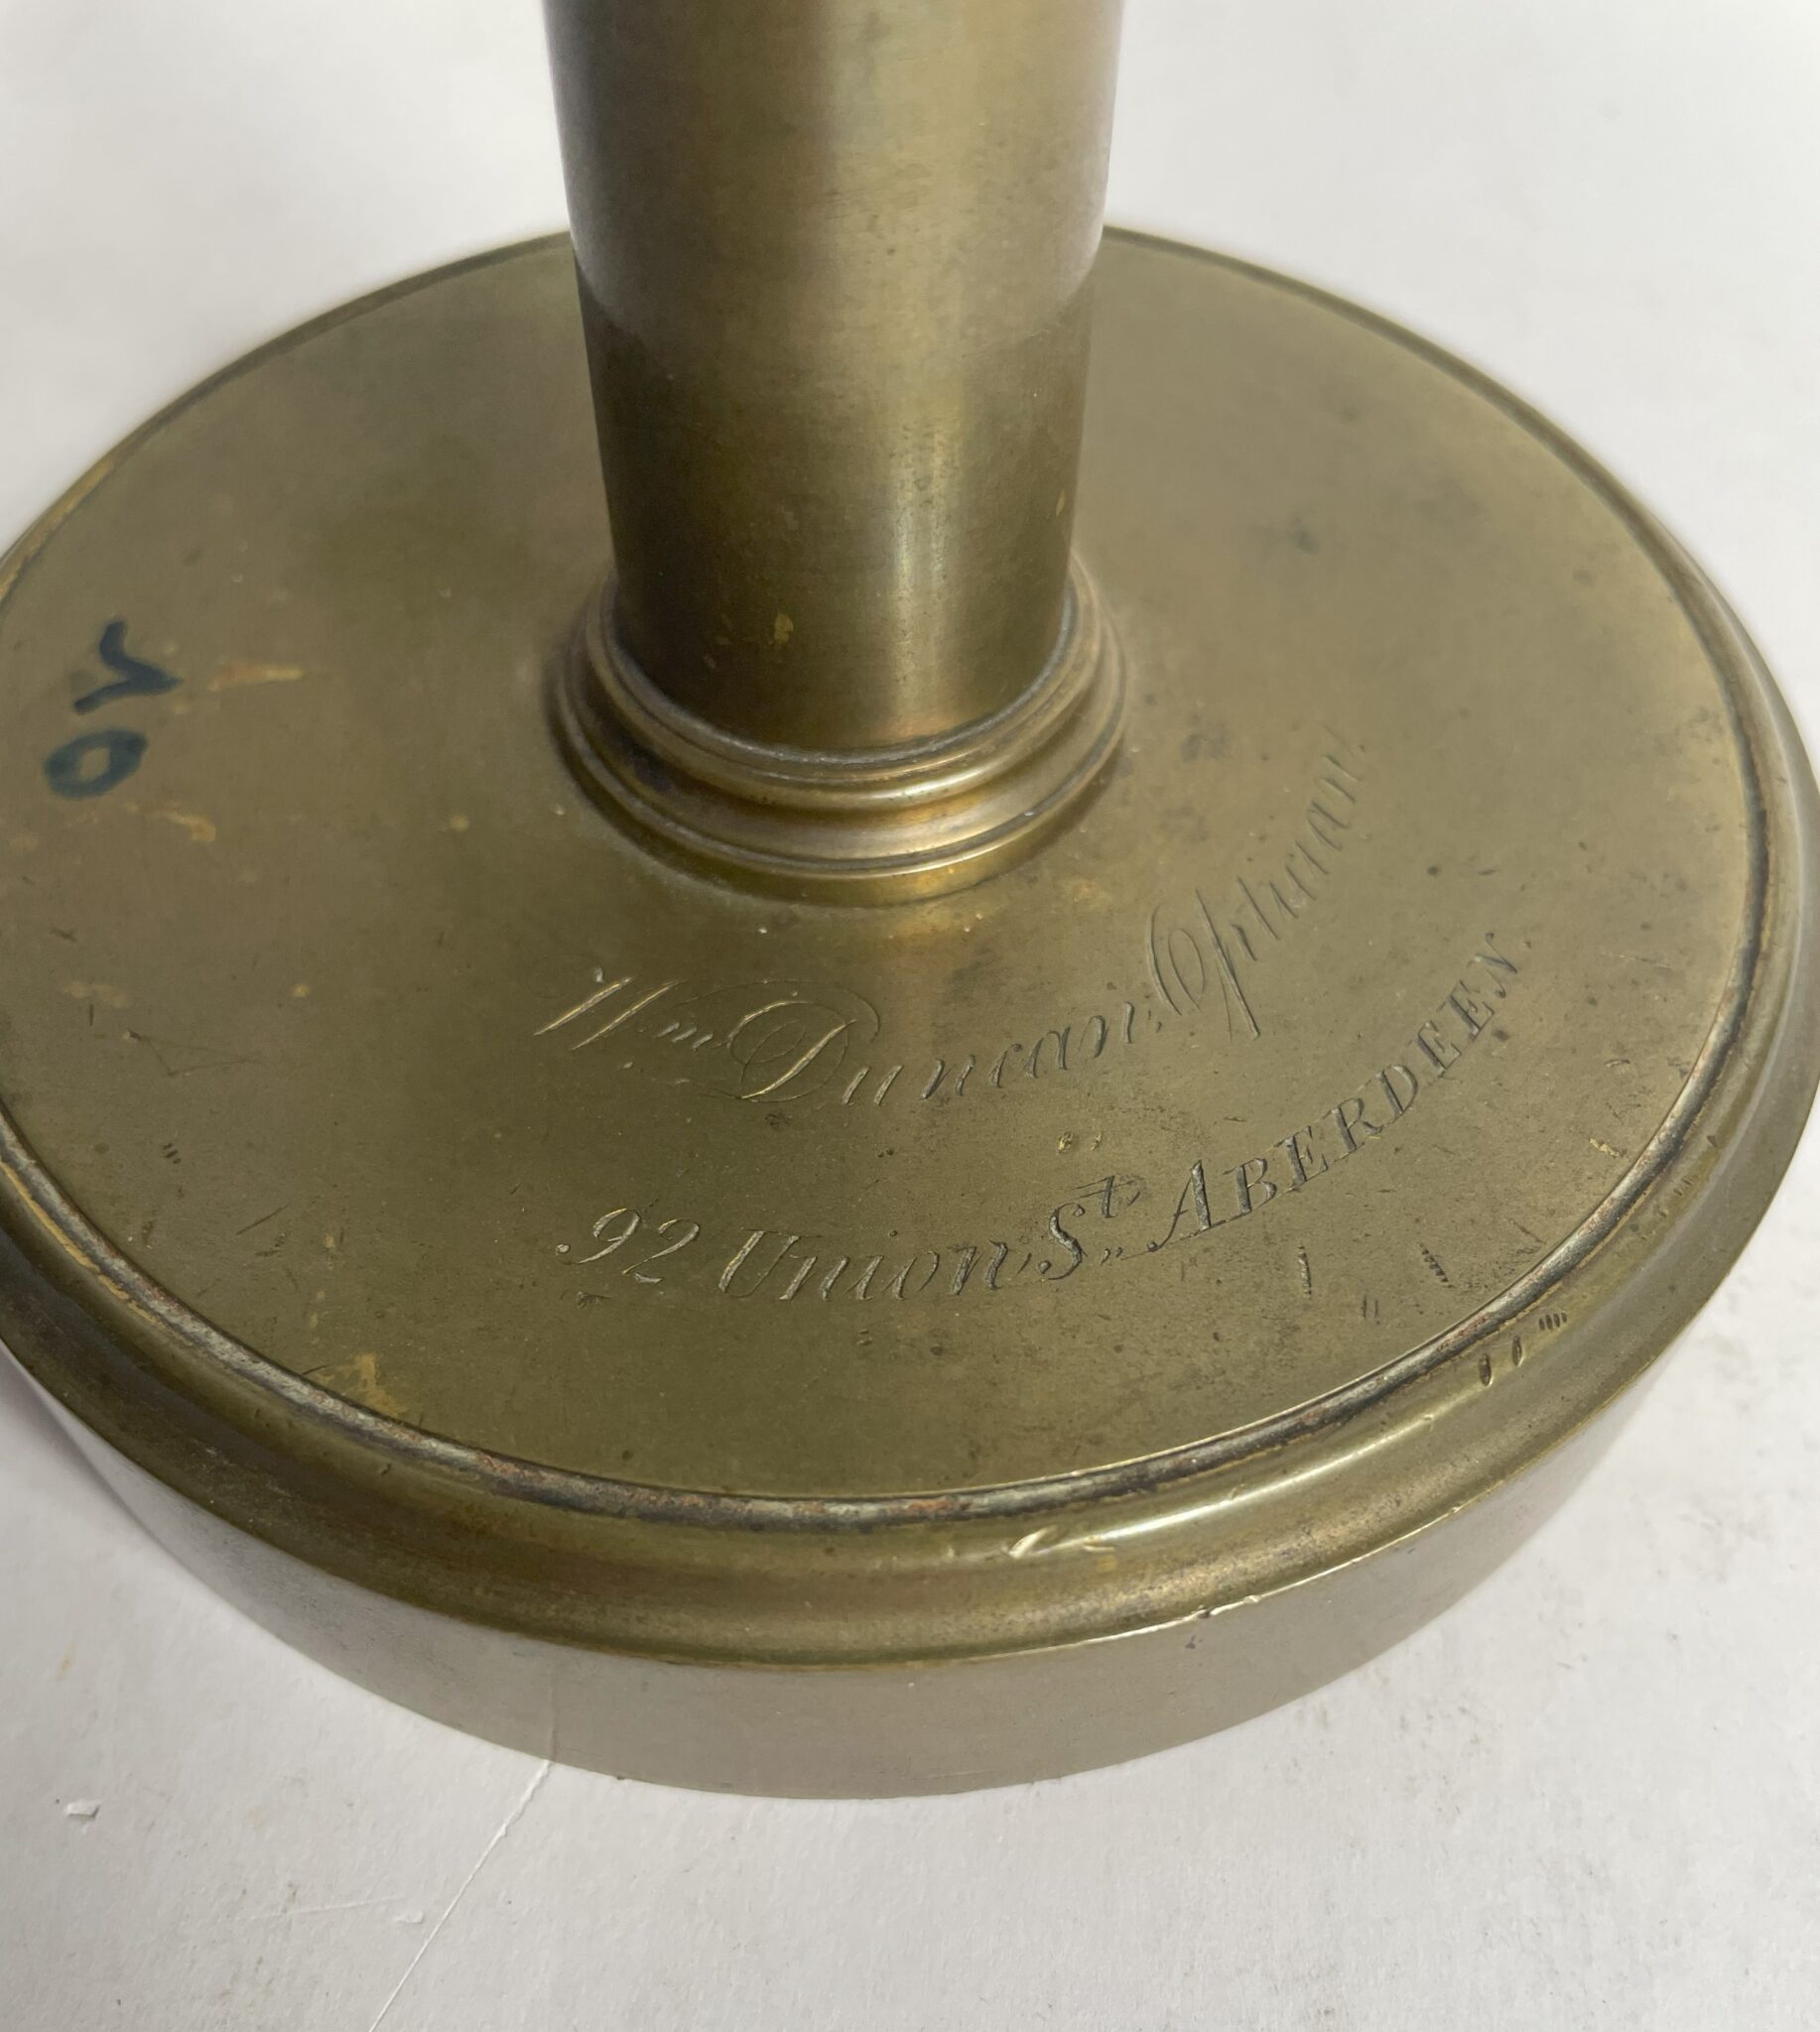 Wm Duncan, Optician.
92 Union St. ABERDEEN.